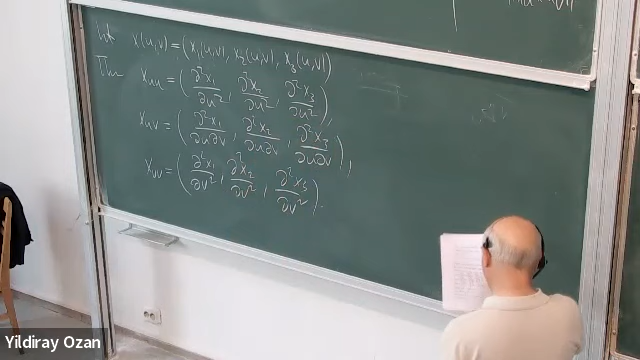 Let X(u,v) = (x₁(u,v), x₂(u,v), x₃(u,v))
Then X_uu = (∂²x₁/∂u², ∂²x₂/∂u², ∂²x₃/∂u²),
X_uv = (∂²x₁/∂u∂v, ∂²x₂/∂u∂v, ∂²x₃/∂u∂v),
X_vv = (∂²x₁/∂v², ∂²x₂/∂v², ∂²x₃/∂v²).
Yildiray Ozan